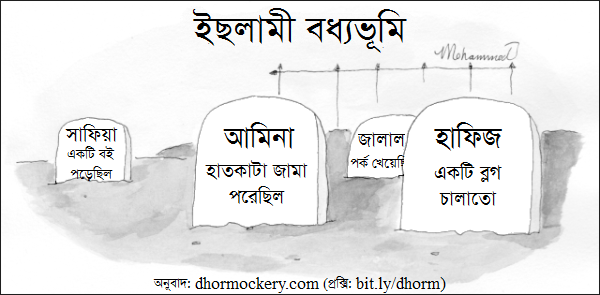 ইছলামী বধ্যভূমি
Mohammed
সাফিয়া
একটি বই
পড়েছিল
আমিনা
হাতকাটা জামা
পরেছিল
জালাল
পর্ক খেয়েছি
হাফিজ
একটি ব্লগ
চালাতো
অনুবাদ: dhormockery.com (প্রক্সি: bit.ly/dhorm)